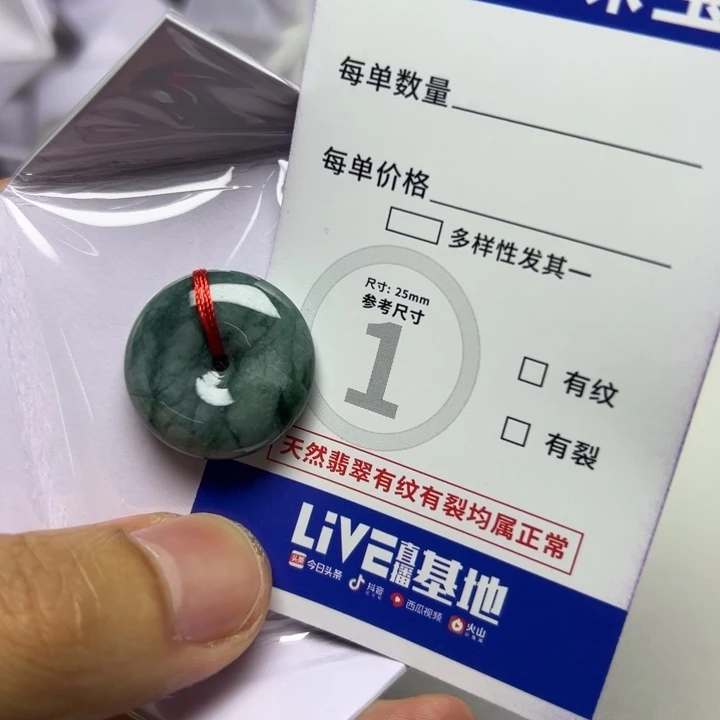 每单数量
每单价格
多样性发其一
尺寸: 25mm
参考尺寸
1
有纹
有裂
天然翡翠有纹有裂均属正常
LiVE直播基地
头条 今日头条 抖音 西瓜视频 火山